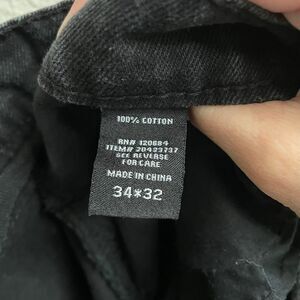 100% COTTON
RN# 120684
ITEM# 20423737
SEE REVERSE
FOR CARE
MADE IN CHINA
34*32